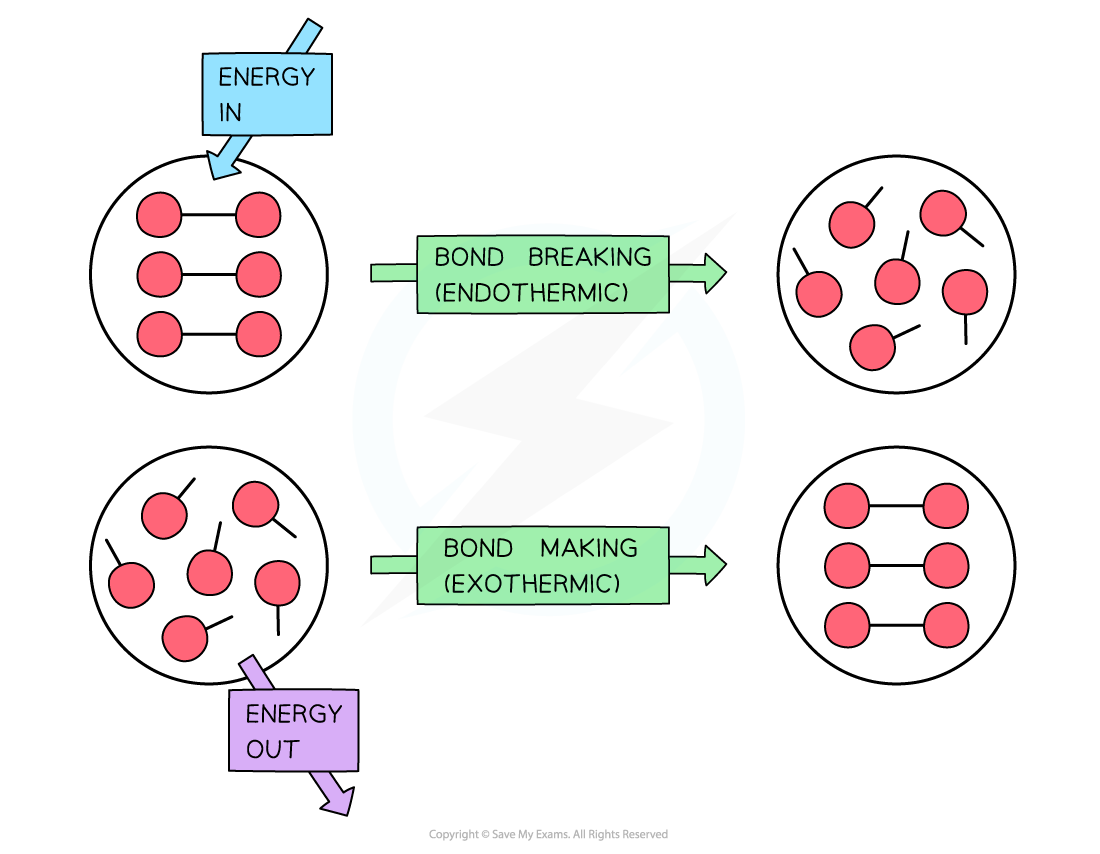 ENERGY
IN
BOND BREAKING
(ENDOTHERMIC)
BOND MAKING
(EXOTHERMIC)
ENERGY
OUT
Copyright © Save My Exams. All Rights Reserved